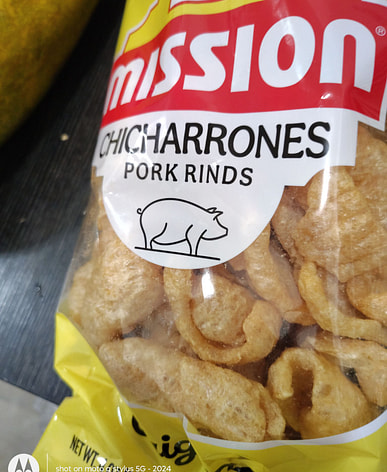 MISSION®
CHICHARRONES
PORK RINDS
NET WT
shot on moto g stylus 5G - 2024